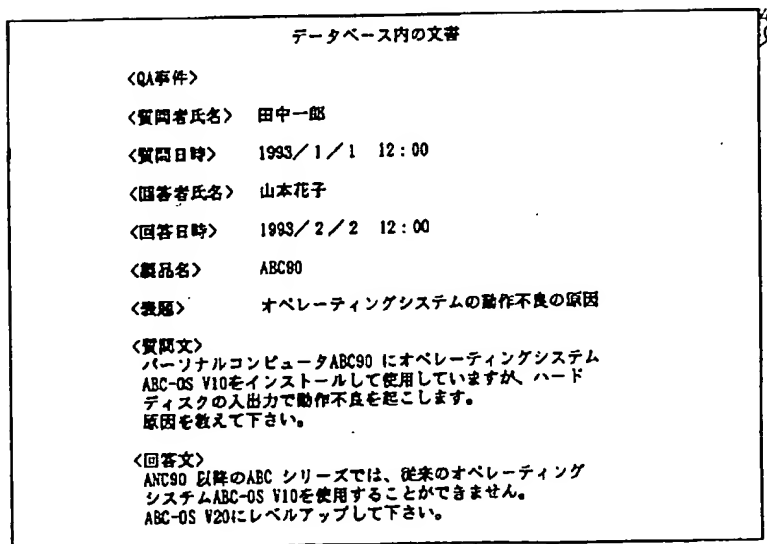 データベース内の文書
<QA事件>
<質問者氏名> 田中一郎
<質問日時> 1993/1/1 12:00
<回答者氏名> 山本花子
<回答日時> 1993/2/2 12:00
<製品名> ABC90
<表題> オペレーティングシステムの動作不良の原因
<質問文>
パーソナルコンピュータABC90 にオペレーティングシステム
ABC-OS V10をインストールして使用していますが、ハード
ディスクの入出力で動作不良を起こします。
原因を教えて下さい。
<回答文>
ANC90 以降のABC シリーズでは、従来のオペレーティング
システムABC-OS V10を使用することができません。
ABC-OS V20にレベルアップして下さい。